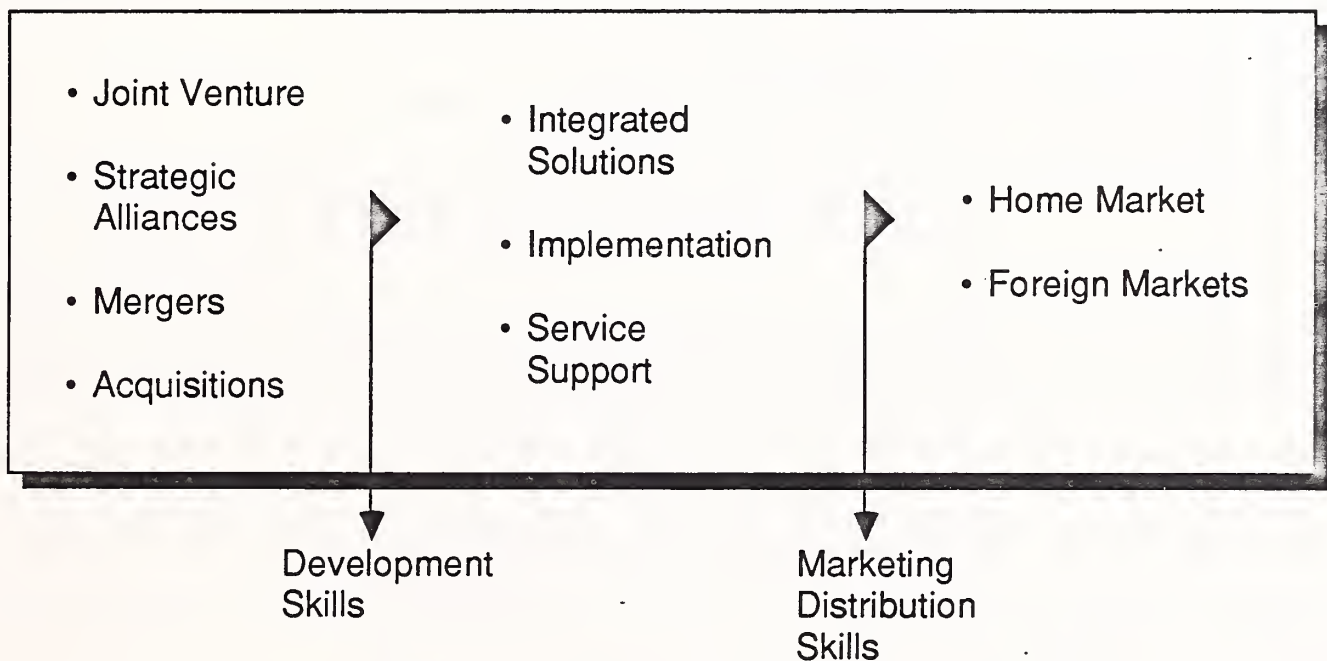 • Joint Venture
• Strategic
Alliances
• Mergers
• Acquisitions
• Integrated
Solutions
• Implementation
• Service
Support
• Home Market
• Foreign Markets
Development
Skills
Marketing
Distribution
Skills